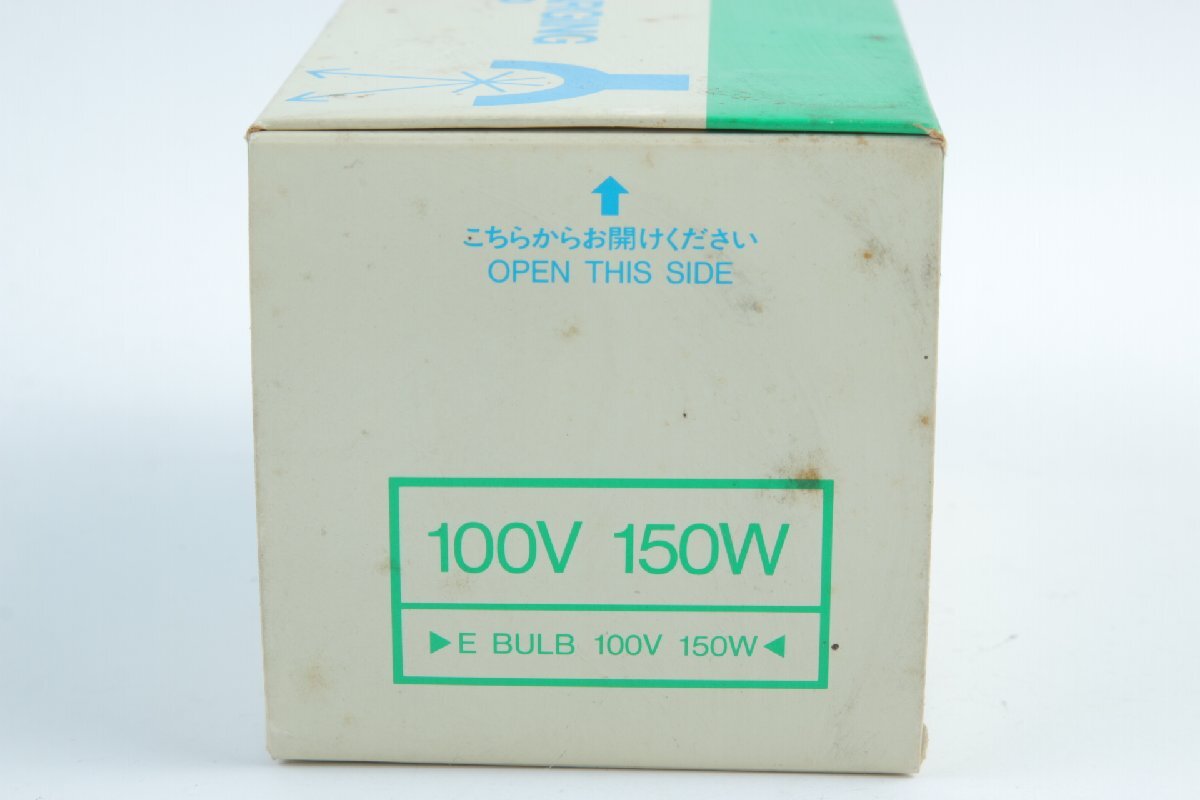 こちらからお開けください
OPEN THIS SIDE
100V 150W
▶E BULB 100V 150W◀